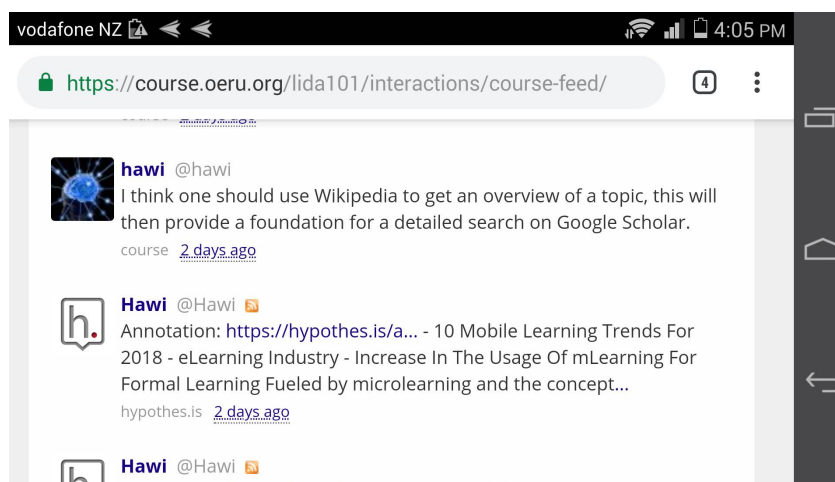 vodafone NZ 4:05 PM
https://course.oeru.org/lida101/interactions/course-feed/ 4
course 2 days ago
hawi @hawi
I think one should use Wikipedia to get an overview of a topic, this will
then provide a foundation for a detailed search on Google Scholar.
course 2 days ago
h.
Hawi @Hawi
Annotation: https://hypothes.is/a... - 10 Mobile Learning Trends For
2018 - eLearning Industry - Increase In The Usage Of mLearning For
Formal Learning Fueled by microlearning and the concept...
hypothes.is 2 days ago
h
Hawi @Hawi